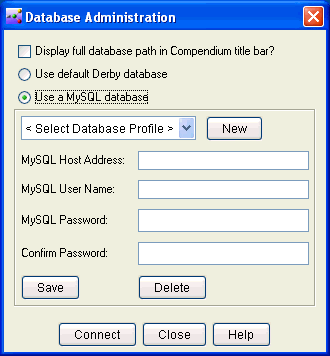 Database Administration
Display full database path in Compendium title bar?
Use default Derby database
Use a MySQL database
< Select Database Profile > New
MySQL Host Address:
MySQL User Name:
MySQL Password:
Confirm Password:
Save Delete
Connect Close Help